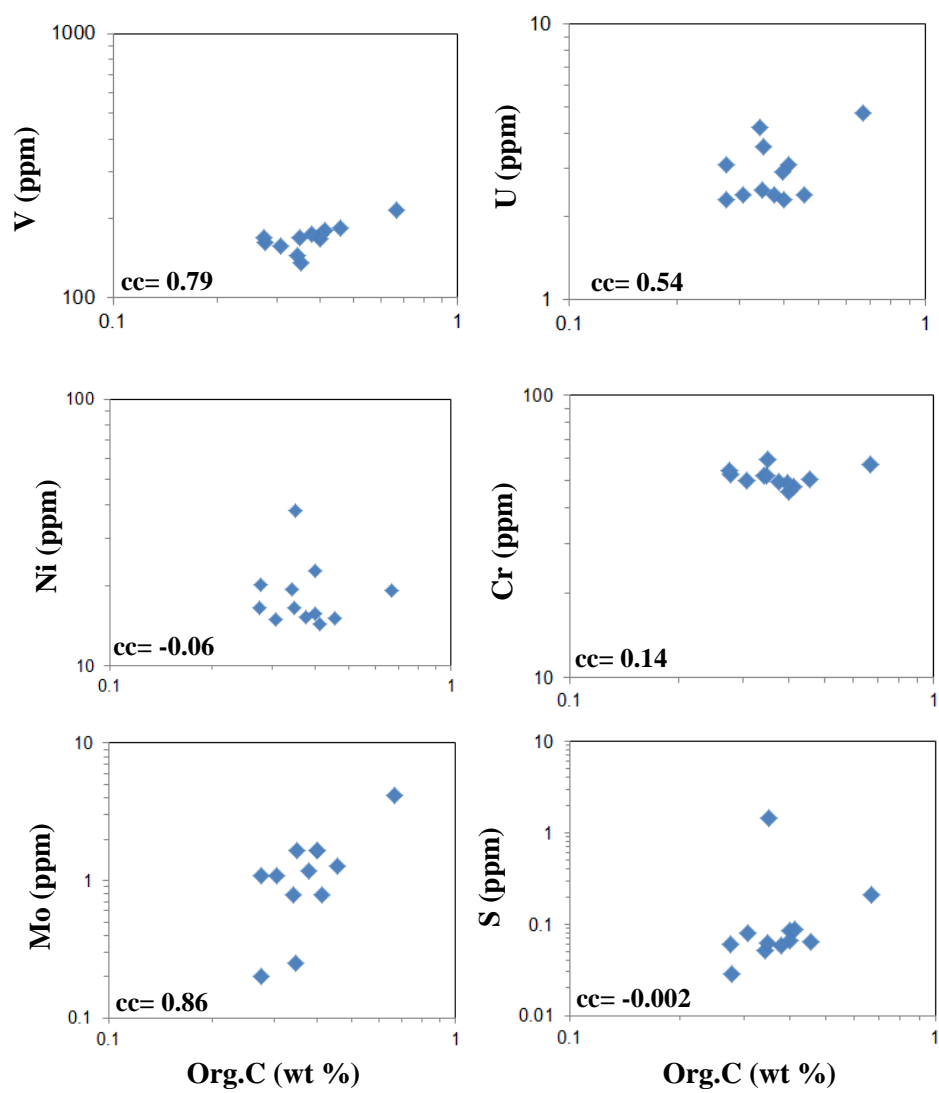 1000
V (ppm)
100
cc= 0.79
0.1
1
10
U (ppm)
1
cc= 0.54
0.1
1
100
Ni (ppm)
10
cc= -0.06
0.1
1
100
Cr (ppm)
10
cc= 0.14
0.1
1
10
1
Mo (ppm)
0.1
cc= 0.86
0.1
1
Org.C (wt %)
10
1
S (ppm)
0.1
0.01
cc= -0.002
0.1
1
Org.C (wt %)